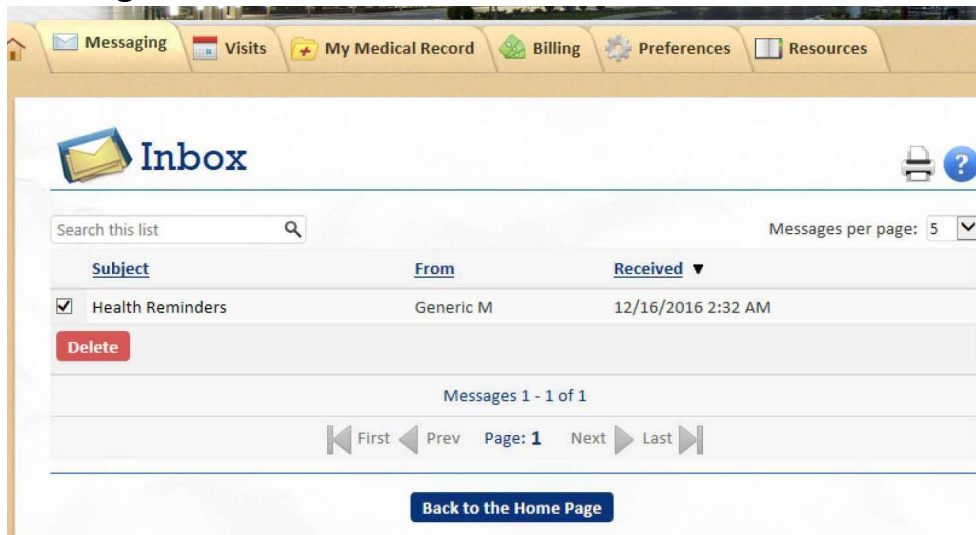 Messaging Visits My Medical Record Billing Preferences Resources
Inbox
?
Search this list Messages per page: 5
Subject From Received ▼
Health Reminders Generic M 12/16/2016 2:32 AM
Delete
Messages 1 - 1 of 1
First Prev Page: 1 Next Last
Back to the Home Page